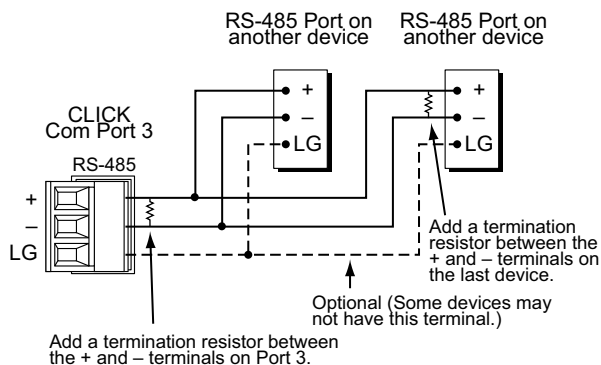 RS-485 Port on
another device
RS-485 Port on
another device
+
–
LG
+
–
LG
CLICK
Com Port 3
RS-485
+
–
LG
Add a termination
resistor between the
+ and – terminals on
the last device.
Optional (Some devices may
not have this terminal.)
Add a termination resistor between
the + and – terminals on Port 3.